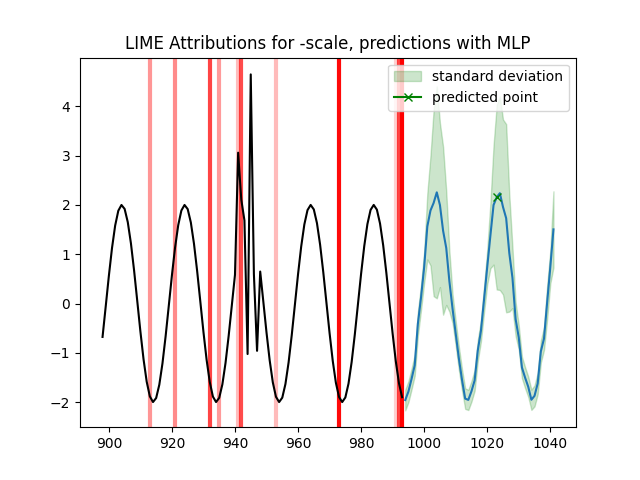 LIME Attributions for -scale, predictions with MLP
standard deviation
predicted point
4
3
2
1
0
−1
−2
900 920 940 960 980 1000 1020 1040